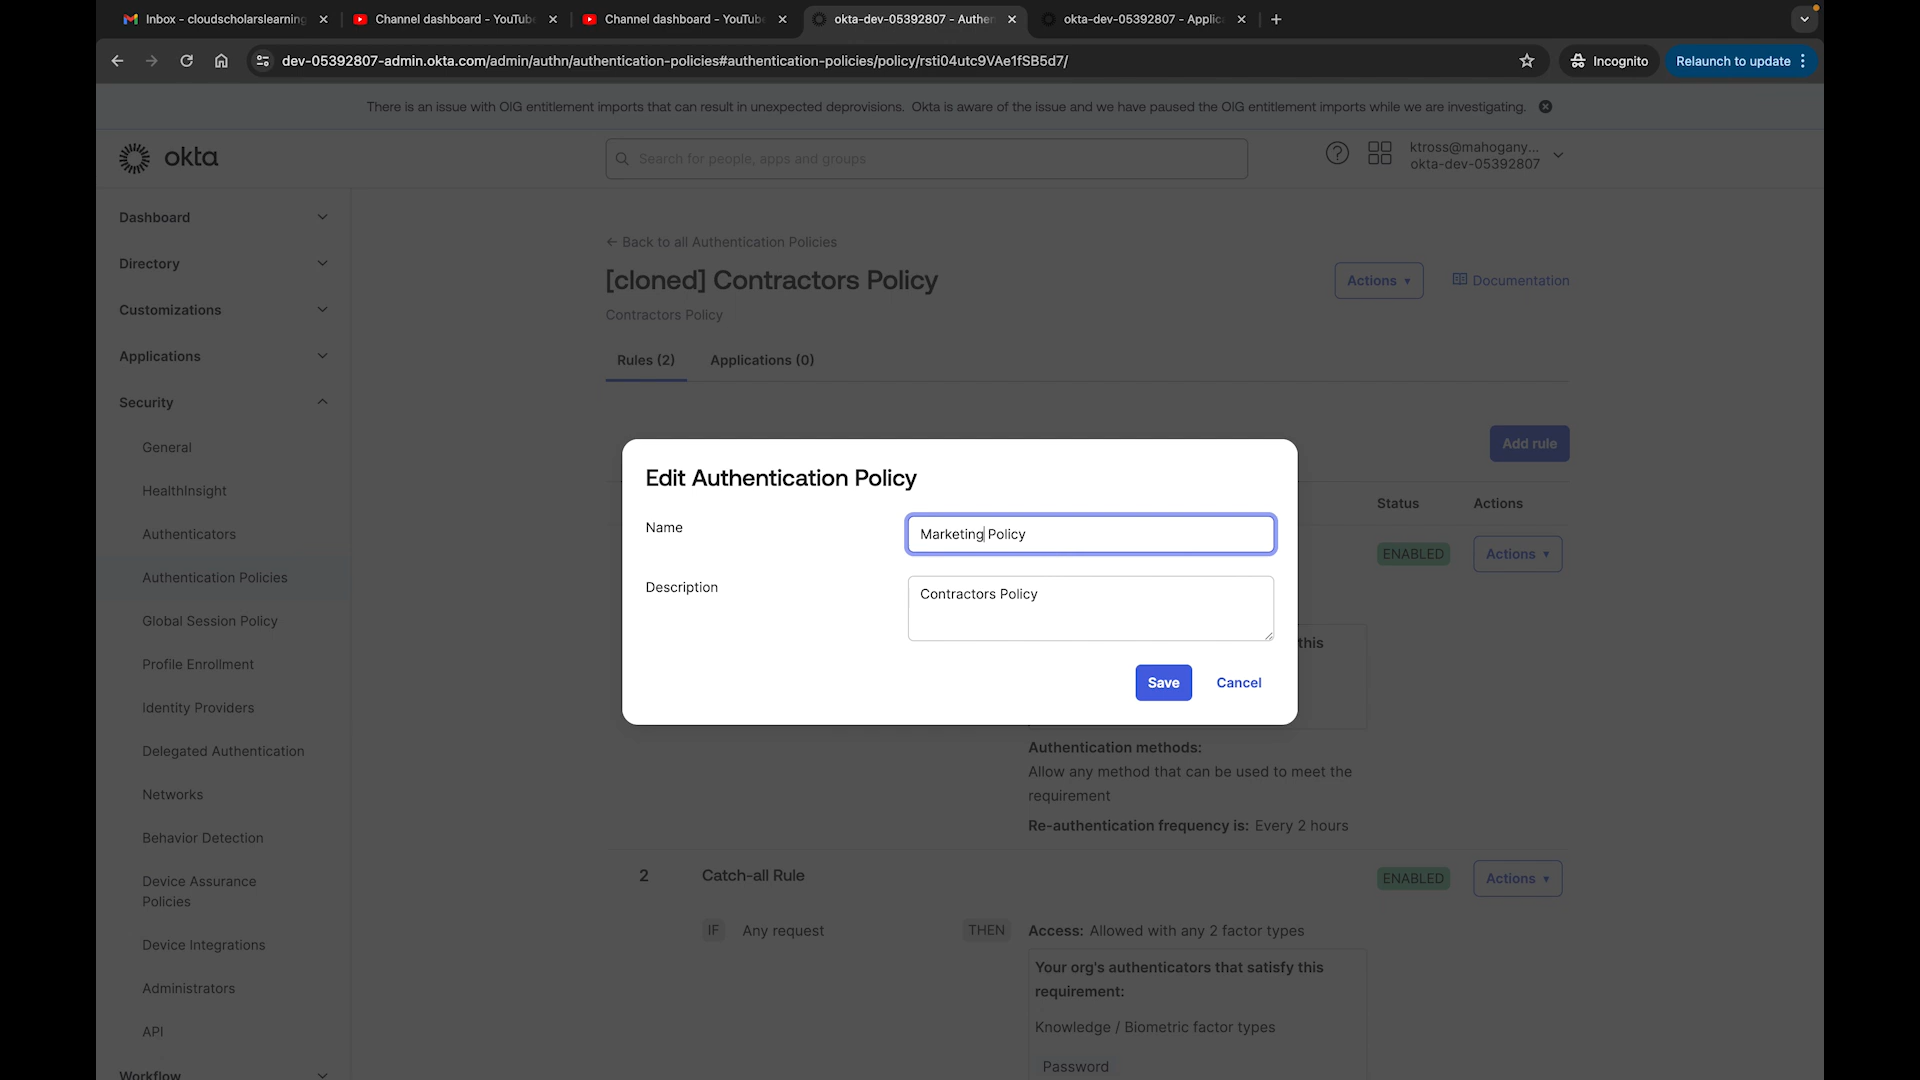 Inbox - cloudscholarslearning
Channel dashboard - YouTube
Channel dashboard - YouTube
okta-dev-05392807 - Authen
okta-dev-05392807 - Applic
dev-05392807-admin.okta.com/admin/authn/authentication-policies#authentication-policies/policy/rsti04utc9VAe1fSB5d7/
Incognito
Relaunch to update
There is an issue with OIG entitlement imports that can result in unexpected deprovisions. Okta is aware of the issue and we have paused the OIG entitlement imports while we are investigating.
okta
Search for people, apps and groups
ktross@mahogany...
okta-dev-05392807
Dashboard
Directory
Customizations
Applications
Security
General
HealthInsight
Authenticators
Authentication Policies
Global Session Policy
Profile Enrollment
Identity Providers
Delegated Authentication
Networks
Behavior Detection
Device Assurance
Policies
Device Integrations
Administrators
API
Workflow
← Back to all Authentication Policies
[cloned] Contractors Policy
Actions
Documentation
Contractors Policy
Rules (2)
Applications (0)
Add rule
Status
Actions
ENABLED
Actions
Edit Authentication Policy
Name
Marketing Policy
Description
Contractors Policy
Save
Cancel
this
Authentication methods:
Allow any method that can be used to meet the
requirement
Re-authentication frequency is: Every 2 hours
2
Catch-all Rule
ENABLED
Actions
IF
Any request
THEN
Access: Allowed with any 2 factor types
Your org's authenticators that satisfy this
requirement:
Knowledge / Biometric factor types
Password